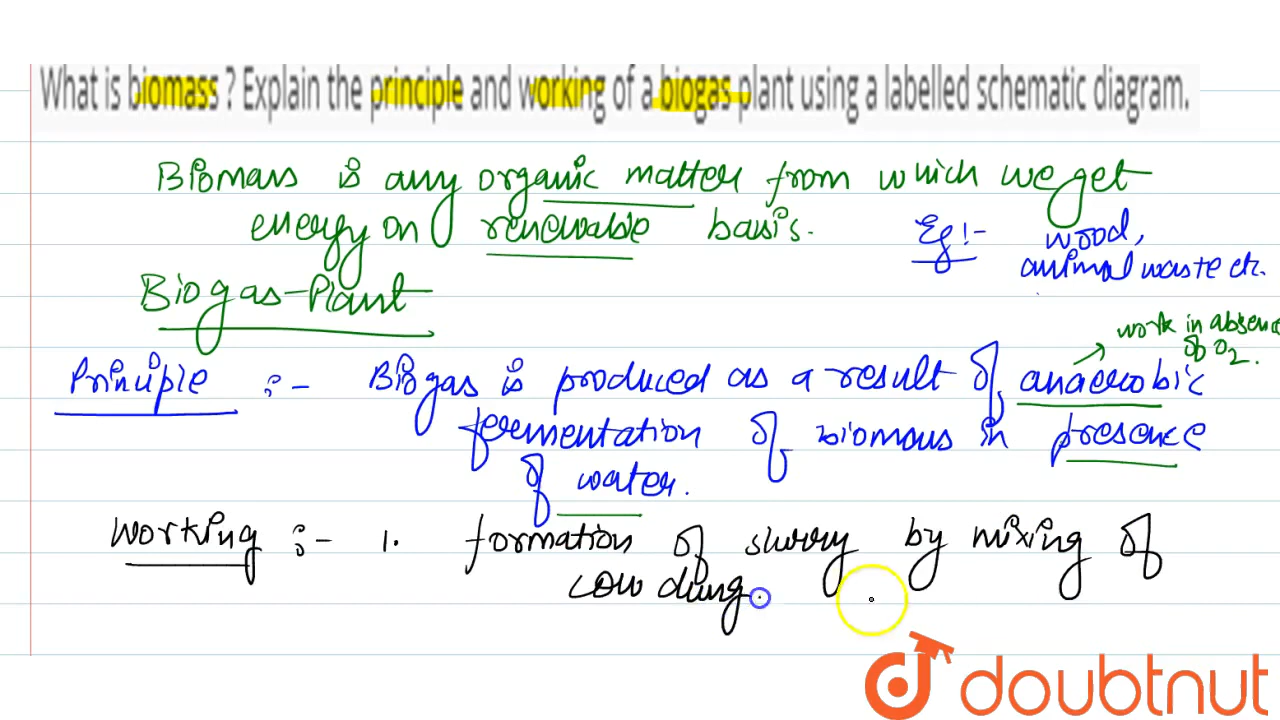 What is biomass ? Explain the principle and working of a biogas plant using a labelled schematic diagram.
Biomass is any organic matter from which we get
energy on renewable basis.
Eg :- wood,
animal waste etc.
Biogas-Plant
work in absence
of O2.
Principle :- Biogas is produced as a result of anaerobic
fermentation of biomass in presence
of water.
Working :- 1. formation of slurry by mixing of
cow dung
doubtnut